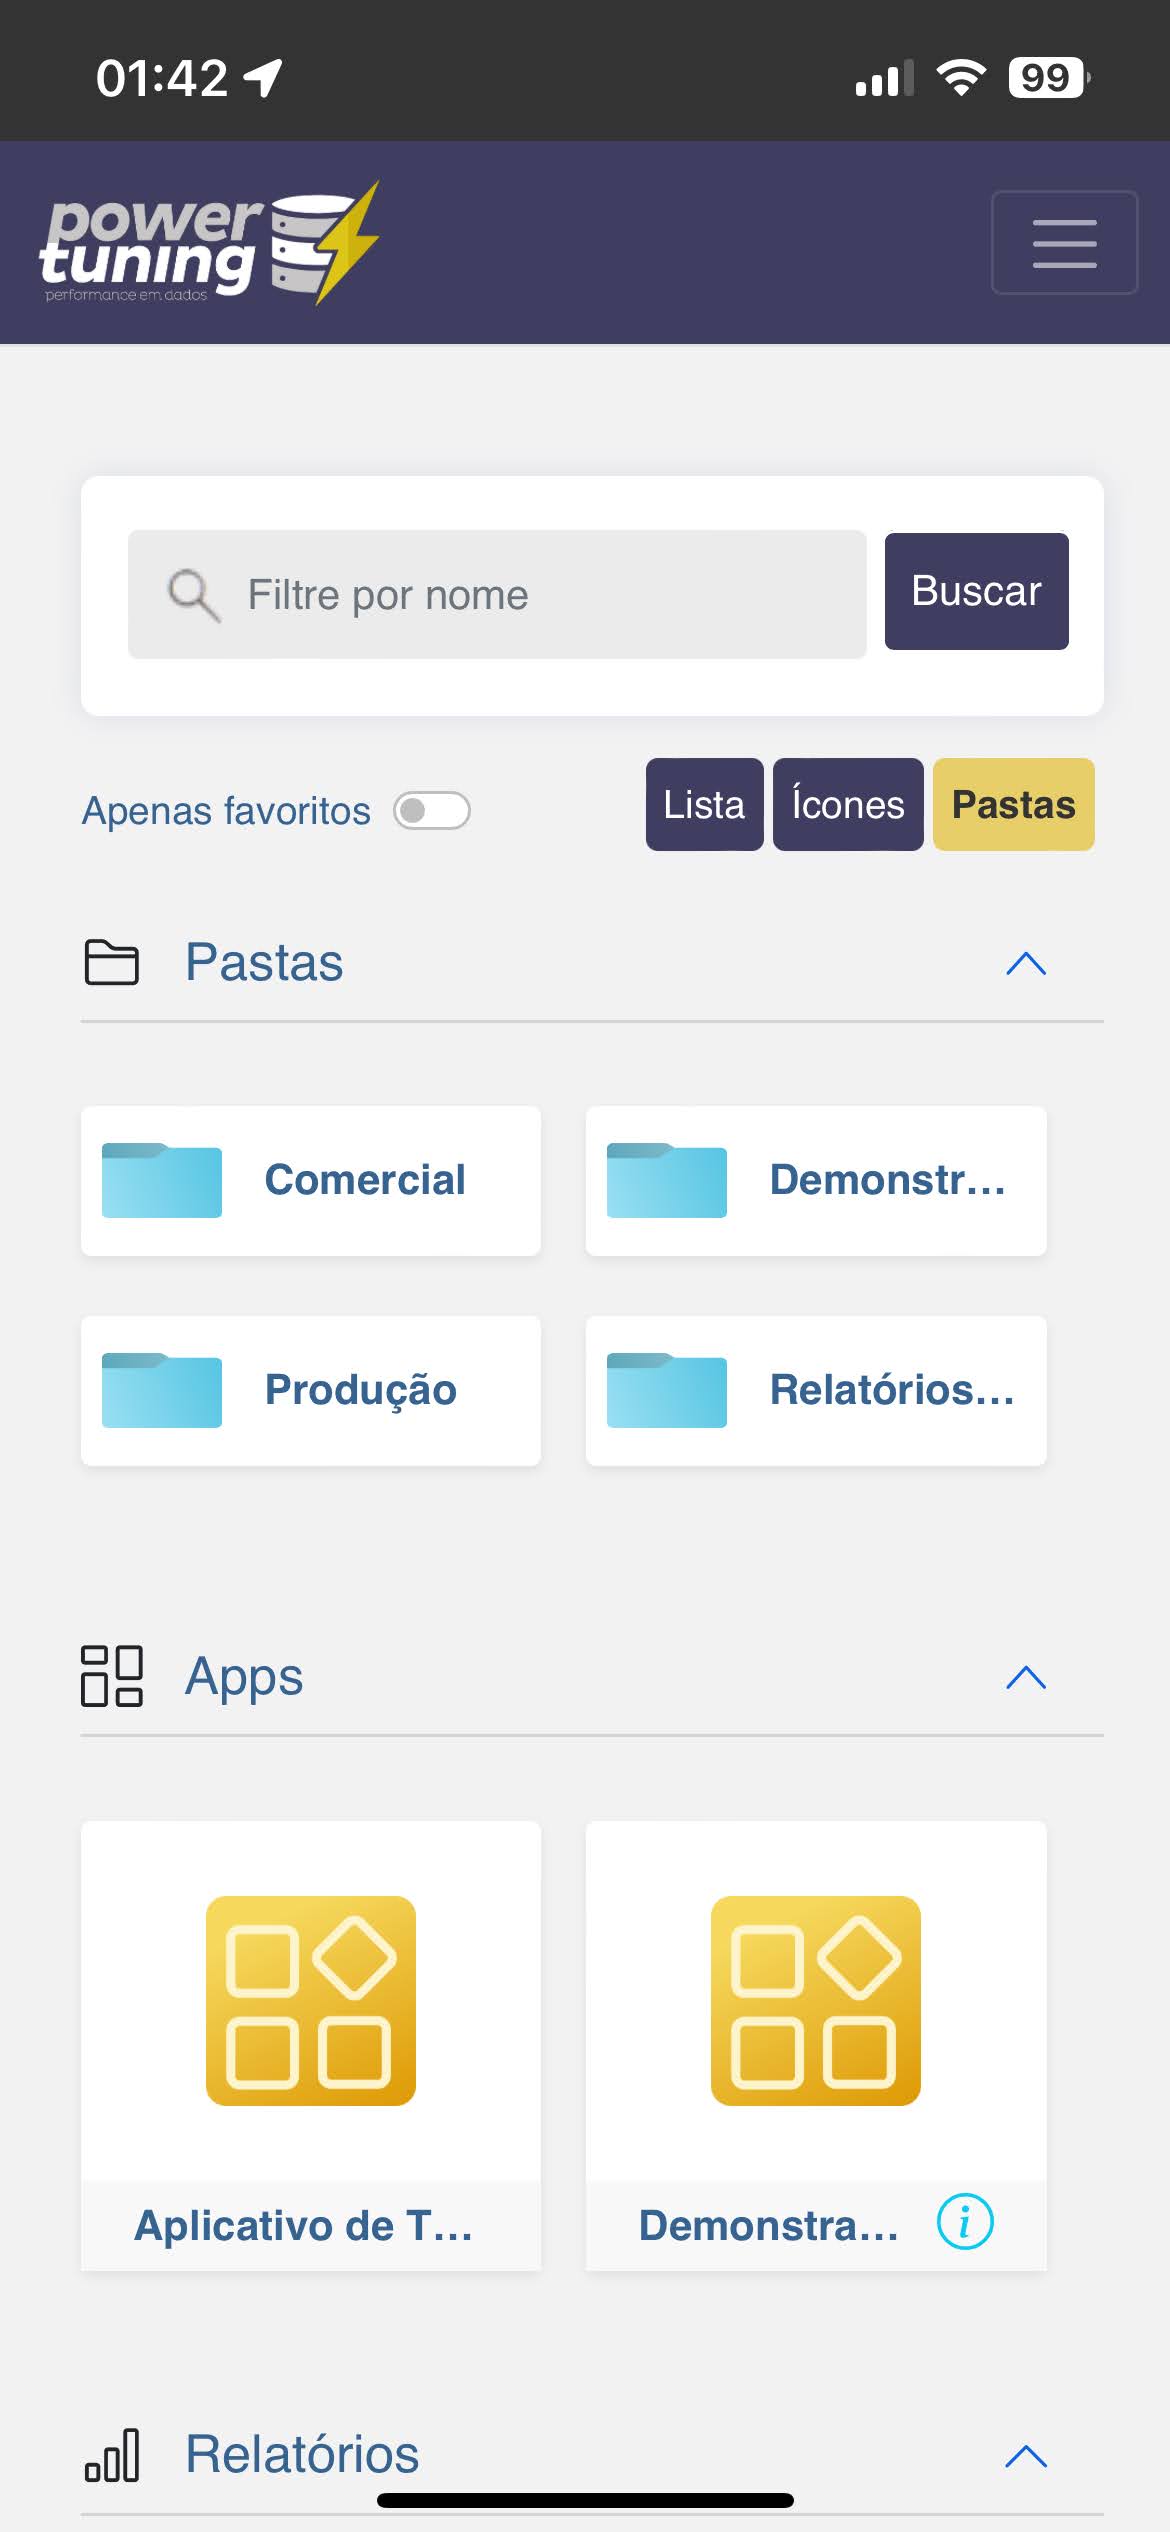 01:42
99
power
tuning
performance em dados
Filtre por nome
Buscar
Apenas favoritos
Lista
Ícones
Pastas
Pastas
Comercial
Demonstr...
Produção
Relatórios...
Apps
Aplicativo de T...
Demonstra...
i
Relatórios